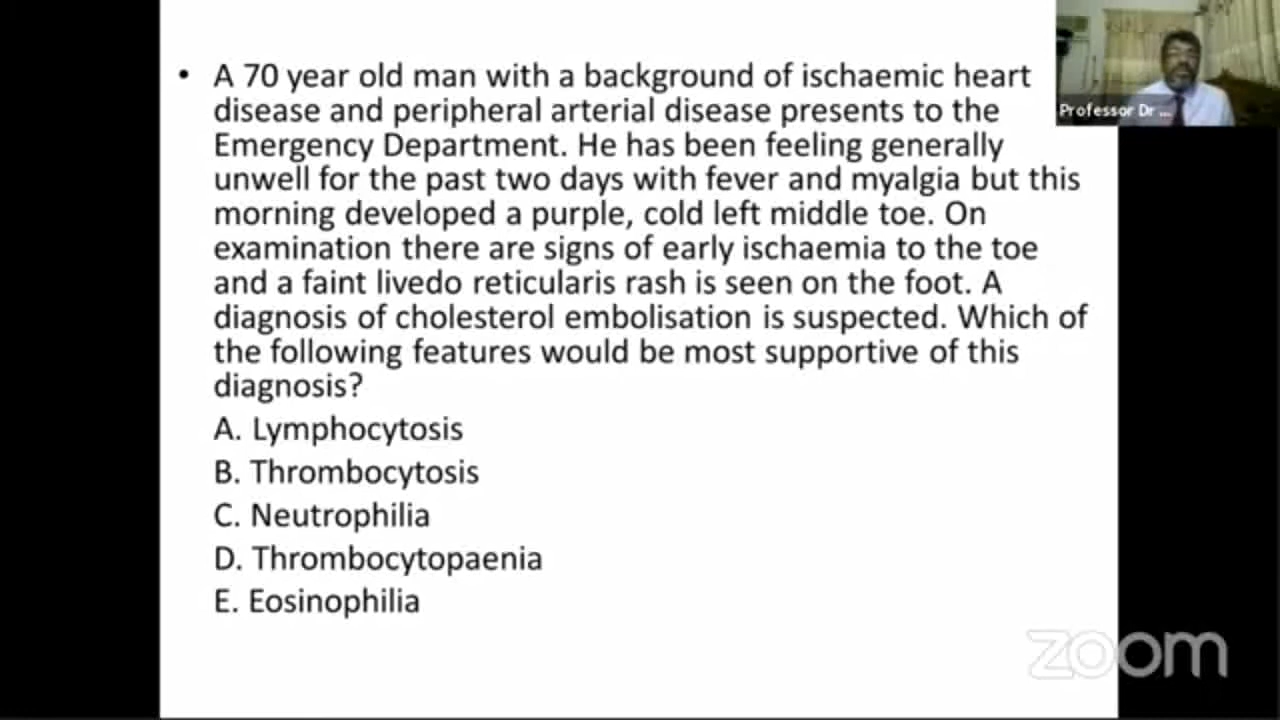 • A 70 year old man with a background of ischaemic heart
disease and peripheral arterial disease presents to the
Emergency Department. He has been feeling generally
unwell for the past two days with fever and myalgia but this
morning developed a purple, cold left middle toe. On
examination there are signs of early ischaemia to the toe
and a faint livedo reticularis rash is seen on the foot. A
diagnosis of cholesterol embolisation is suspected. Which of
the following features would be most supportive of this
diagnosis?
A. Lymphocytosis
B. Thrombocytosis
C. Neutrophilia
D. Thrombocytopaenia
E. Eosinophilia
Professor Dr ...
zoom